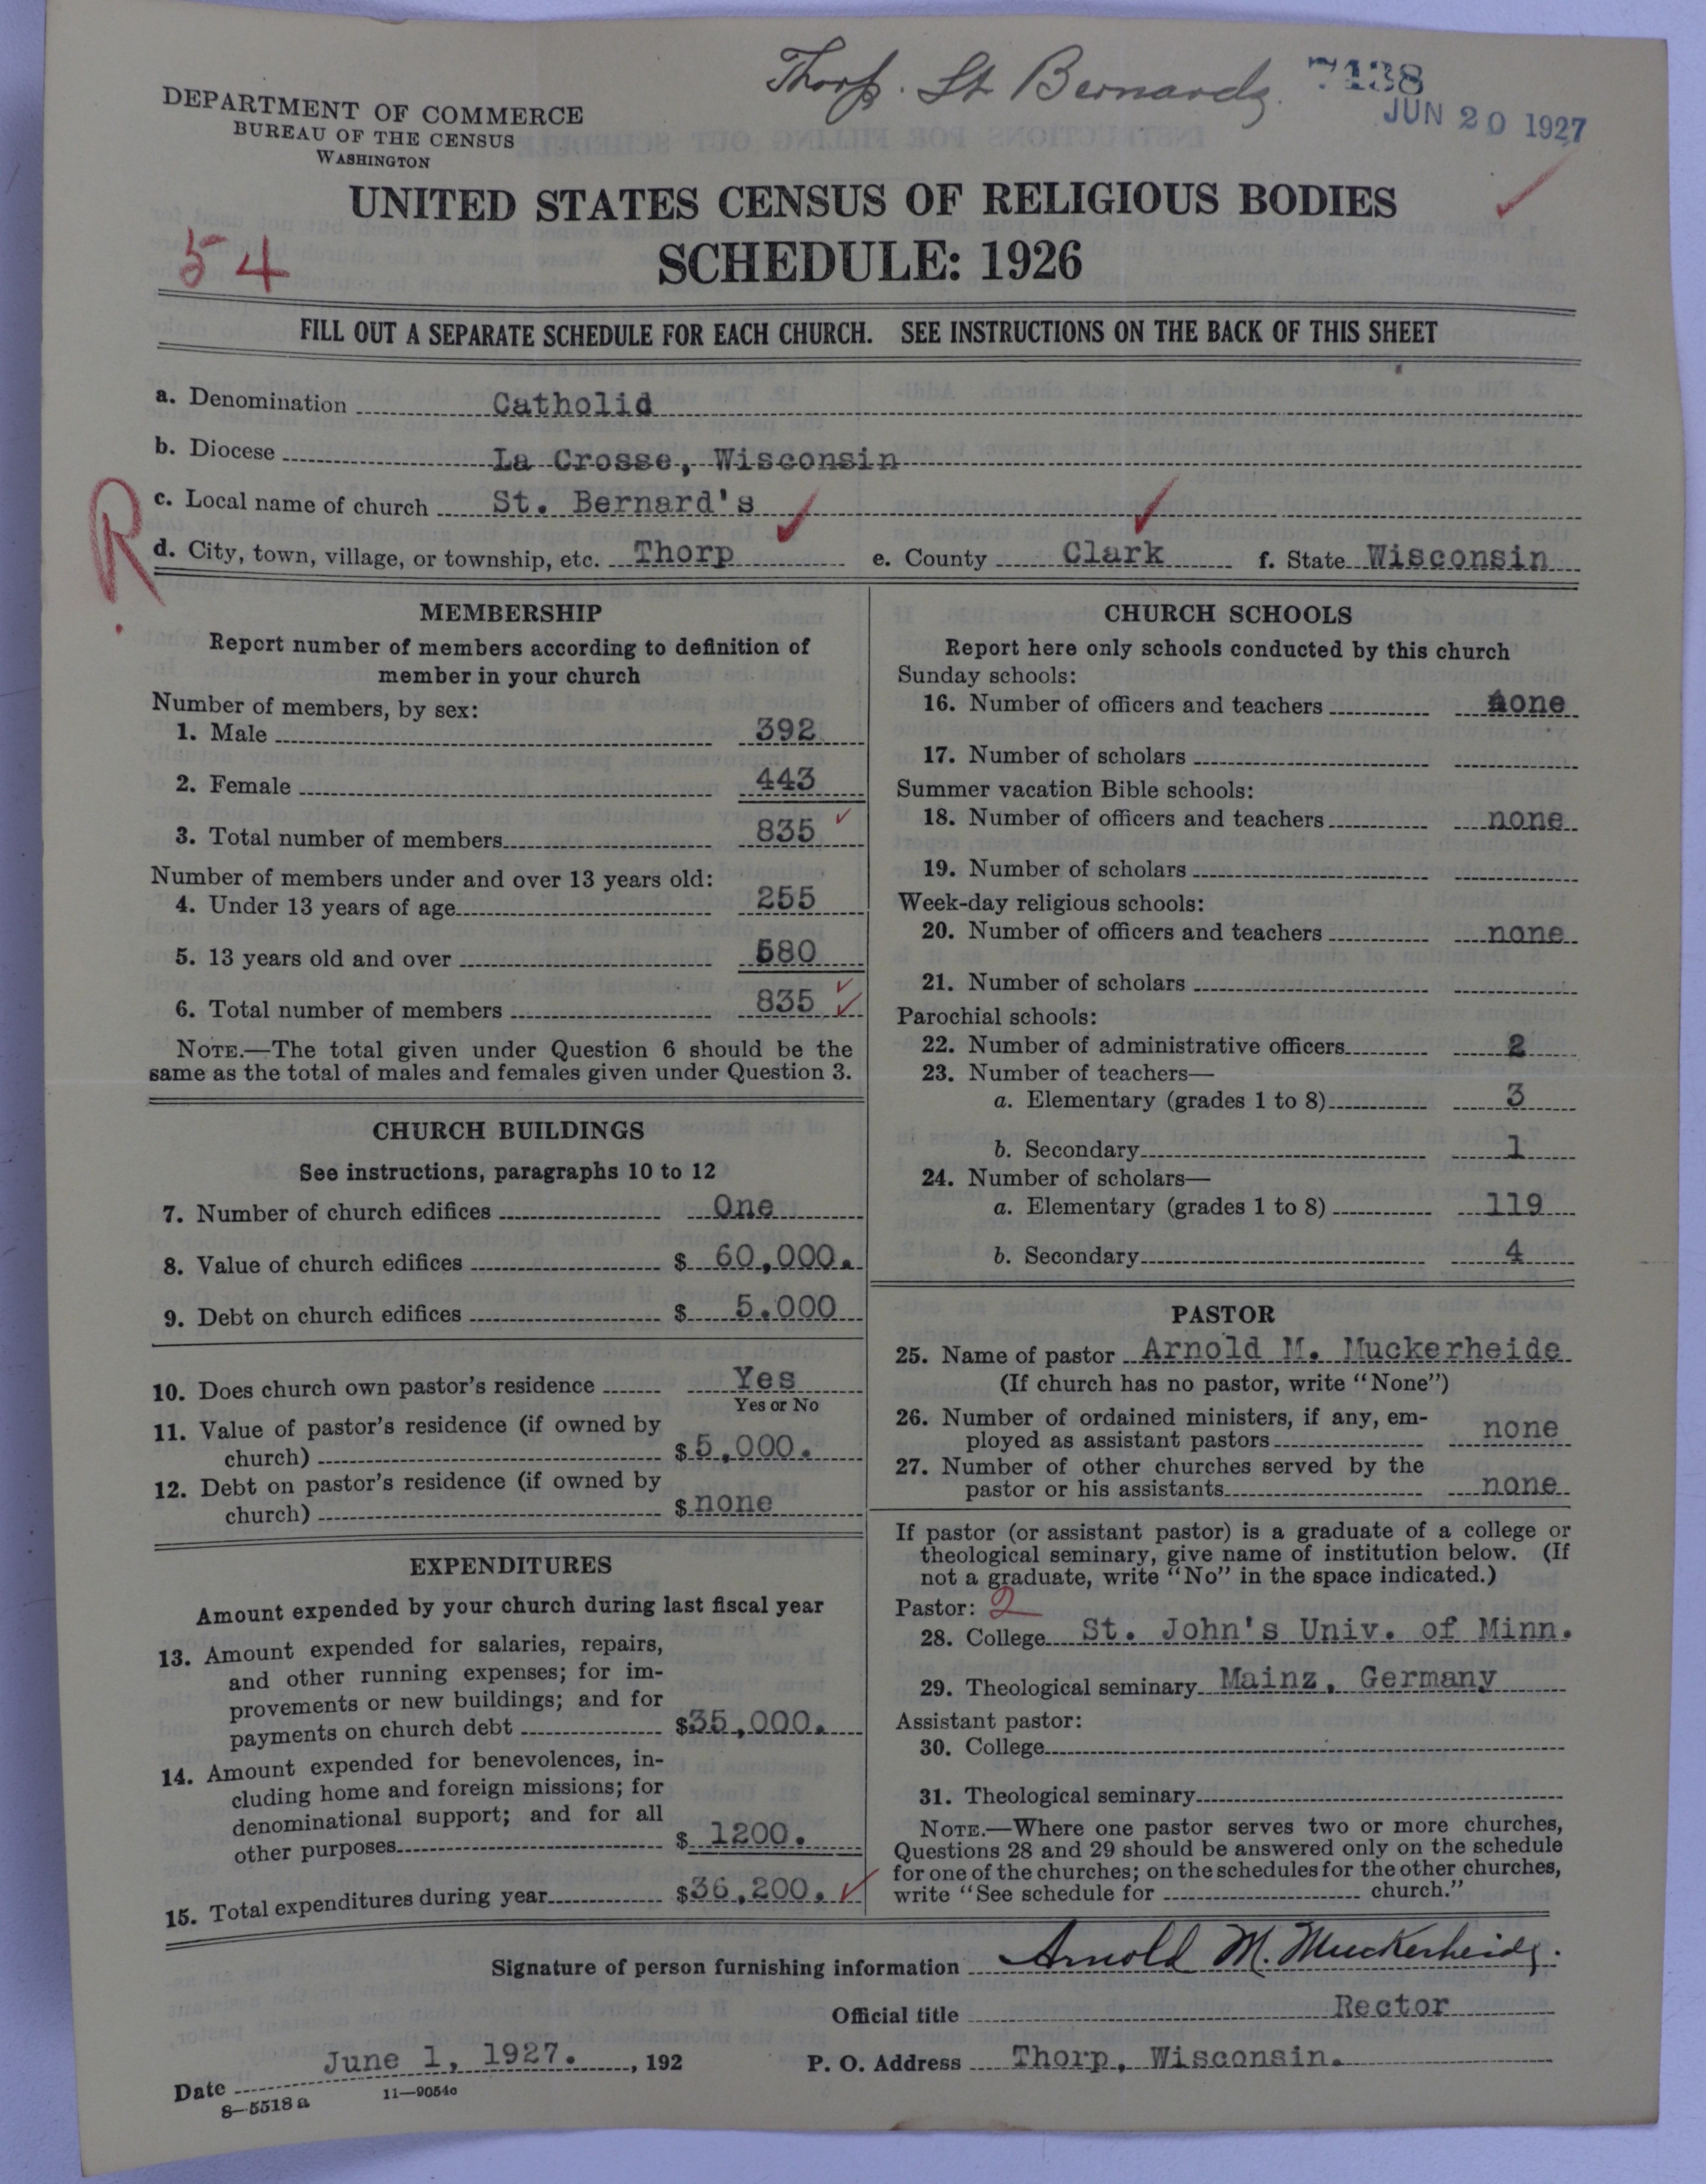 Thorp. St Bernards.
7138
JUN 20 1927
DEPARTMENT OF COMMERCE
BUREAU OF THE CENSUS
WASHINGTON
UNITED STATES CENSUS OF RELIGIOUS BODIES
SCHEDULE: 1926
54
FILL OUT A SEPARATE SCHEDULE FOR EACH CHURCH. SEE INSTRUCTIONS ON THE BACK OF THIS SHEET
a. Denomination Catholid
b. Diocese La Crosse, Wisconsin
R.
c. Local name of church St. Bernard's
d. City, town, village, or township, etc. Thorp e. County Clark f. State Wisconsin
MEMBERSHIP
Report number of members according to definition of
member in your church
Number of members, by sex:
1. Male 392
2. Female 443
3. Total number of members 835
Number of members under and over 13 years old:
4. Under 13 years of age 255
5. 13 years old and over 580
6. Total number of members 835
NOTE.—The total given under Question 6 should be the
same as the total of males and females given under Question 3.
CHURCH BUILDINGS
See instructions, paragraphs 10 to 12
7. Number of church edifices One
8. Value of church edifices $ 60,000.
9. Debt on church edifices $ 5.000
10. Does church own pastor's residence Yes
Yes or No
11. Value of pastor's residence (if owned by
church) $5,000.
12. Debt on pastor's residence (if owned by
church) $ none
EXPENDITURES
Amount expended by your church during last fiscal year
13. Amount expended for salaries, repairs,
and other running expenses; for im-
provements or new buildings; and for
payments on church debt $35,000.
14. Amount expended for benevolences, in-
cluding home and foreign missions; for
denominational support; and for all
other purposes $ 1200.
15. Total expenditures during year $36,200.
CHURCH SCHOOLS
Report here only schools conducted by this church
Sunday schools:
16. Number of officers and teachers none
17. Number of scholars
Summer vacation Bible schools:
18. Number of officers and teachers none
19. Number of scholars
Week-day religious schools:
20. Number of officers and teachers none
21. Number of scholars
Parochial schools:
22. Number of administrative officers 2
23. Number of teachers—
a. Elementary (grades 1 to 8) 3
b. Secondary 1
24. Number of scholars—
a. Elementary (grades 1 to 8) 119
b. Secondary 4
PASTOR
25. Name of pastor Arnold M. Muckerheide
(If church has no pastor, write "None")
26. Number of ordained ministers, if any, em-
ployed as assistant pastors none
27. Number of other churches served by the
pastor or his assistants none
If pastor (or assistant pastor) is a graduate of a college or
theological seminary, give name of institution below. (If
not a graduate, write "No" in the space indicated.)
Pastor: 2
28. College St. John's Univ. of Minn.
29. Theological seminary Mainz, Germany
Assistant pastor:
30. College
31. Theological seminary
NOTE.—Where one pastor serves two or more churches,
Questions 28 and 29 should be answered only on the schedule
for one of the churches; on the schedules for the other churches,
write "See schedule for church."
Signature of person furnishing information Arnold M. Muckerheide.
Official title Rector
Date June 1, 1927. , 192 P. O. Address Thorp, Wisconsin.
8—5518a 11—9054c